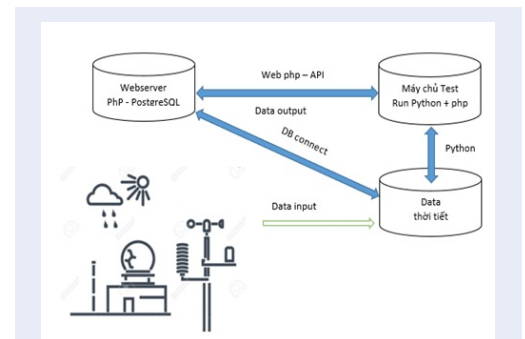 Web php – API
Webserver
PhP - PostgreSQL
Máy chủ Test
Run Python + php
Data output
DB connect
Python
Data
thời tiết
Data input